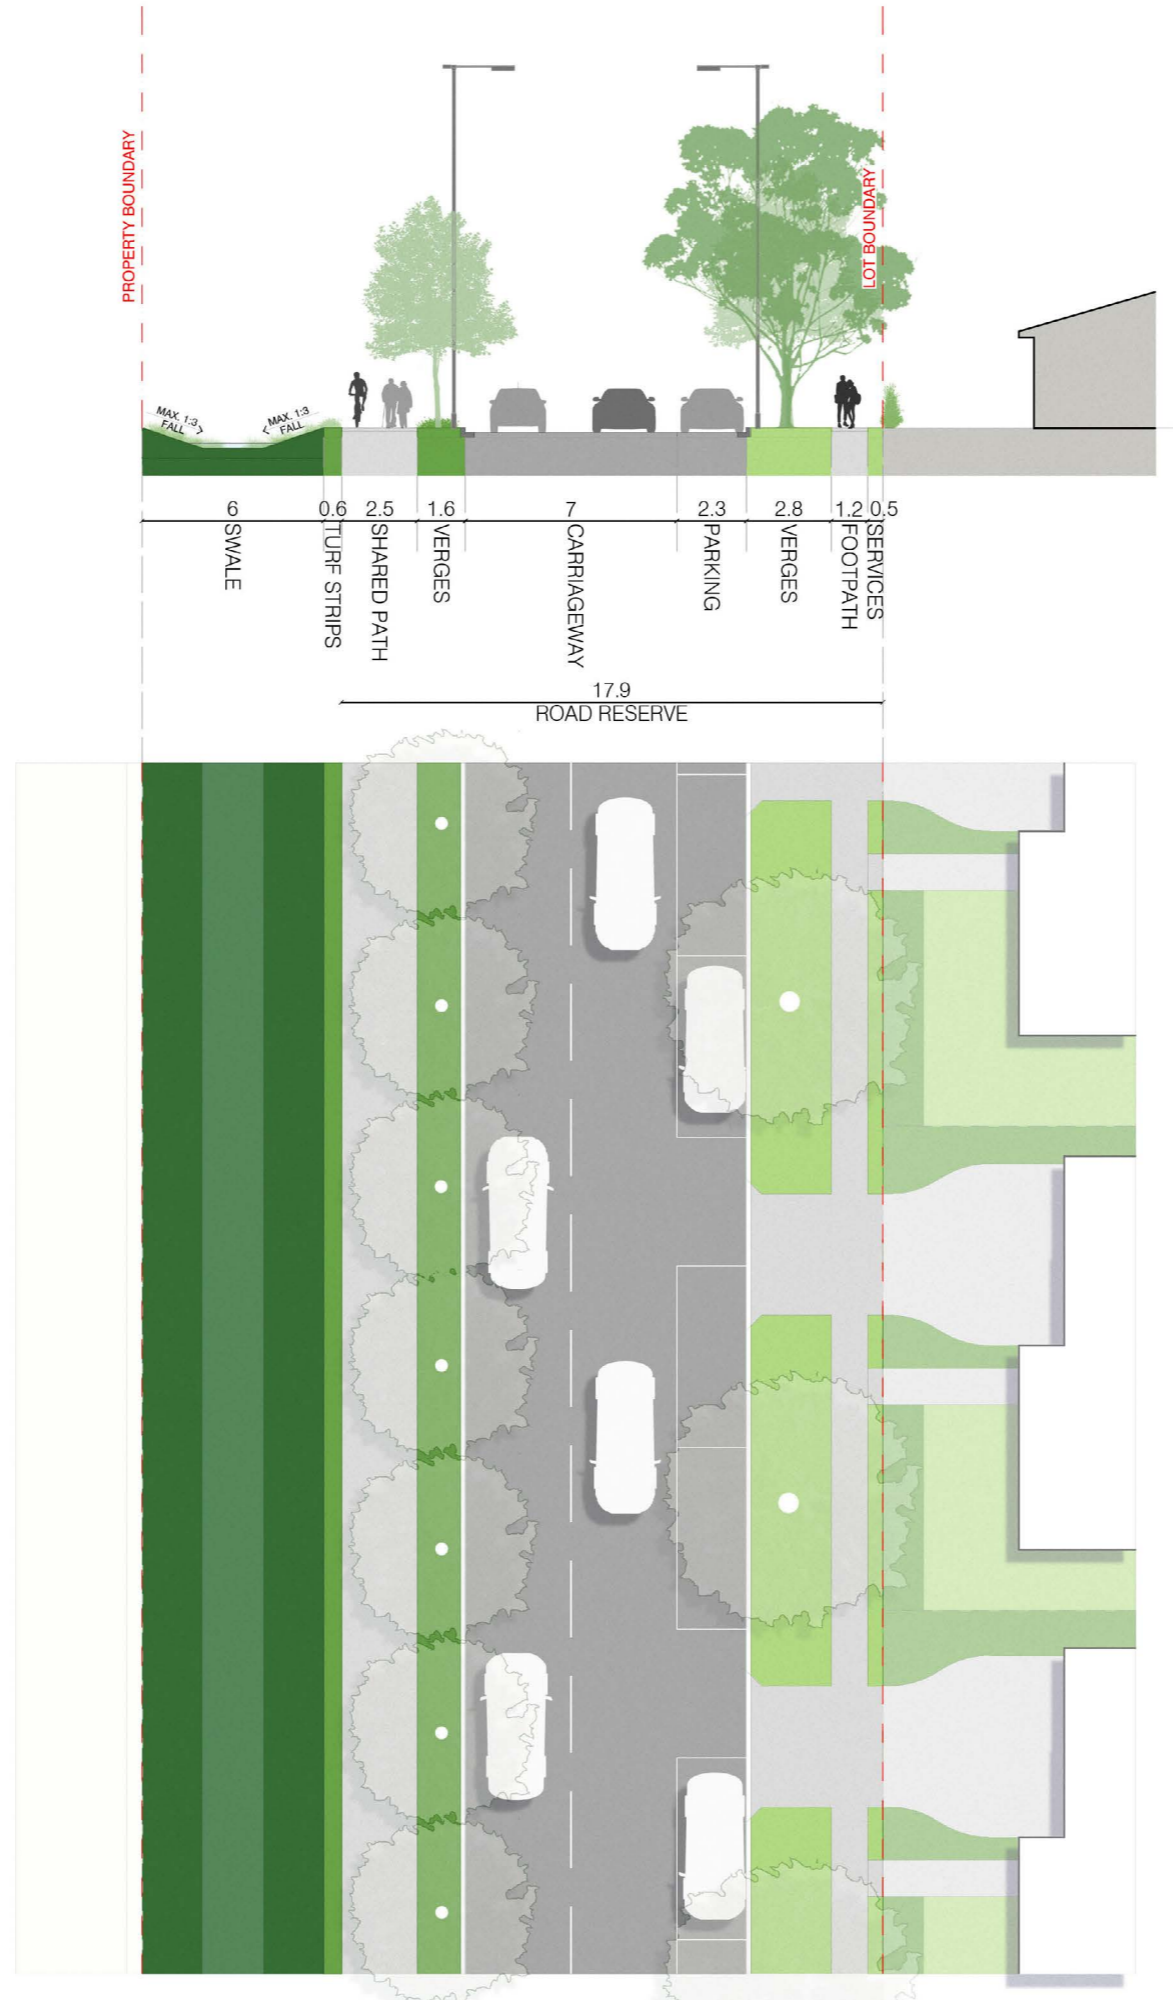 PROPERTY BOUNDARY
LOT BOUNDARY
MAX. 1:3
FALL
MAX. 1:3
FALL
6
0.6
2.5
1.6
7
2.3
2.8
1.2
0.5
SWALE
TURF STRIPS
SHARED PATH
VERGES
CARRIAGEWAY
PARKING
VERGES
FOOTPATH
SERVICES
17.9
ROAD RESERVE